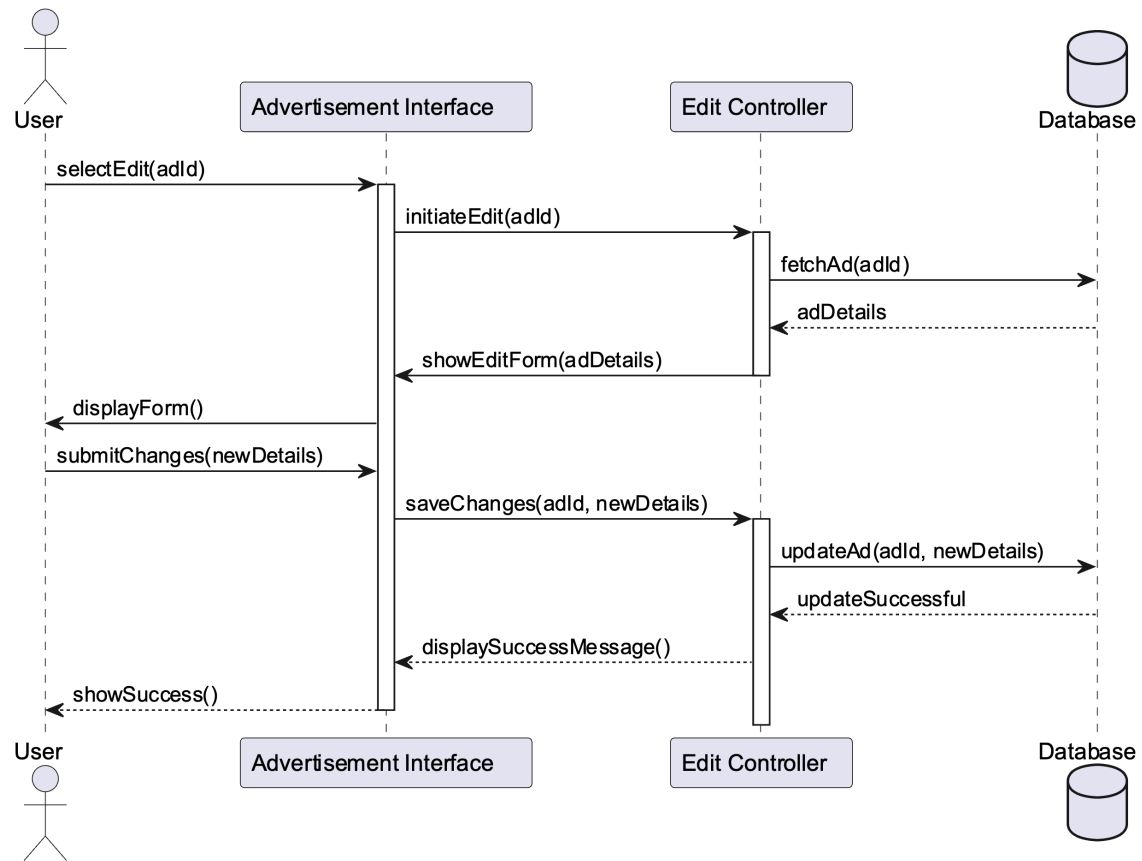 User
Advertisement Interface
Edit Controller
Database
selectEdit(adId)
initiateEdit(adId)
fetchAd(adId)
adDetails
showEditForm(adDetails)
displayForm()
submitChanges(newDetails)
saveChanges(adId, newDetails)
updateAd(adId, newDetails)
updateSuccessful
displaySuccessMessage()
showSuccess()
User
Advertisement Interface
Edit Controller
Database